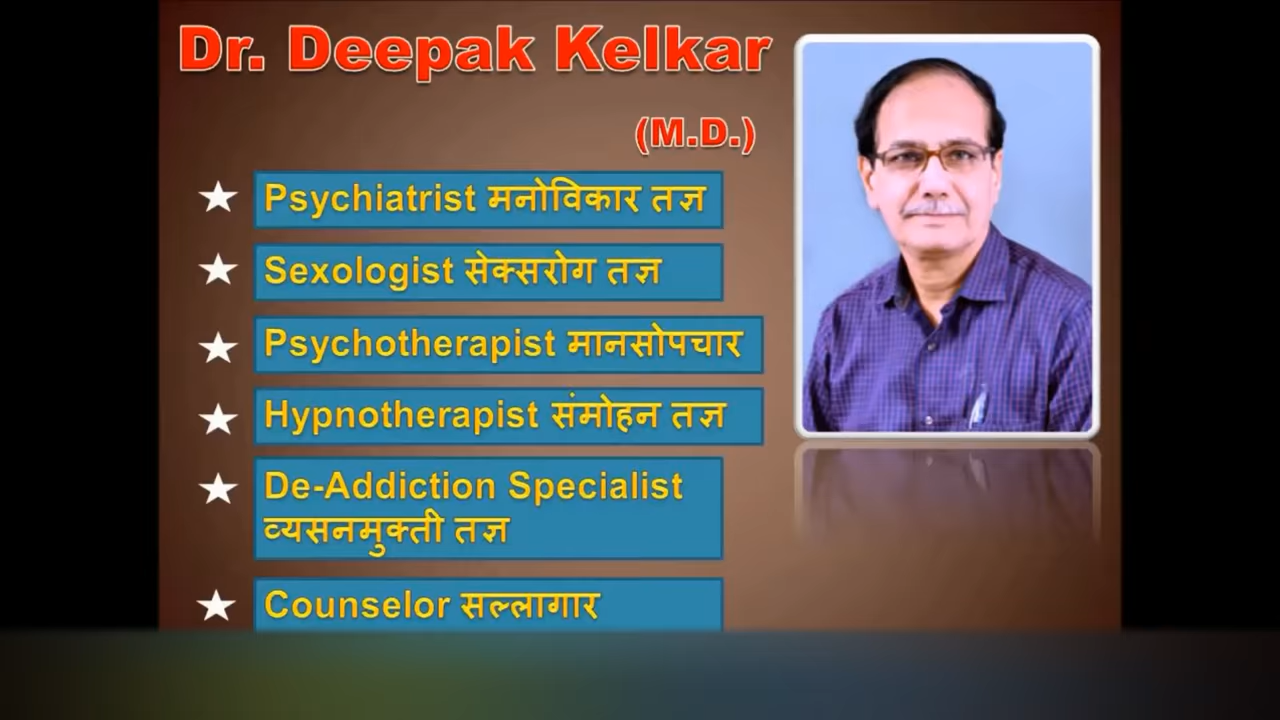 Dr. Deepak Kelkar
(M.D.)
Psychiatrist मनोविकार तज्ञ
Sexologist सेक्सरोग तज्ञ
Psychotherapist मानसोपचार
Hypnotherapist संमोहन तज्ञ
De-Addiction Specialist
व्यसनमुक्ती तज्ञ
Counselor सल्लागार